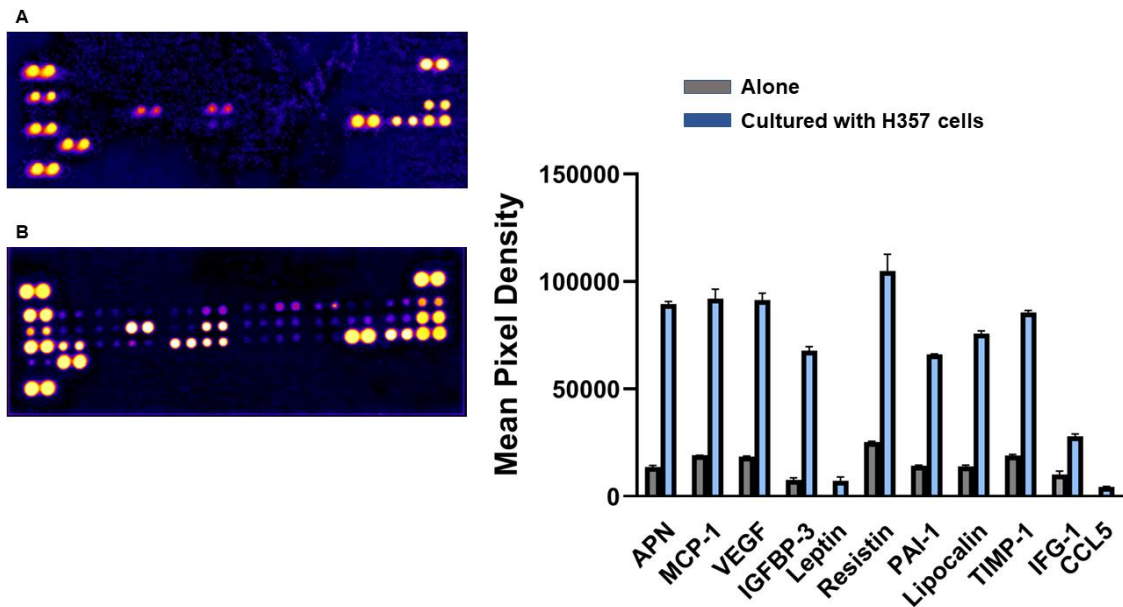 A
B
Alone
Cultured with H357 cells
Mean Pixel Density
150000
100000
50000
0
APN
MCP-1
VEGF
IGFBP-3
Leptin
Resistin
PAI-1
Lipocalin
TIMP-1
IFG-1
CCL5